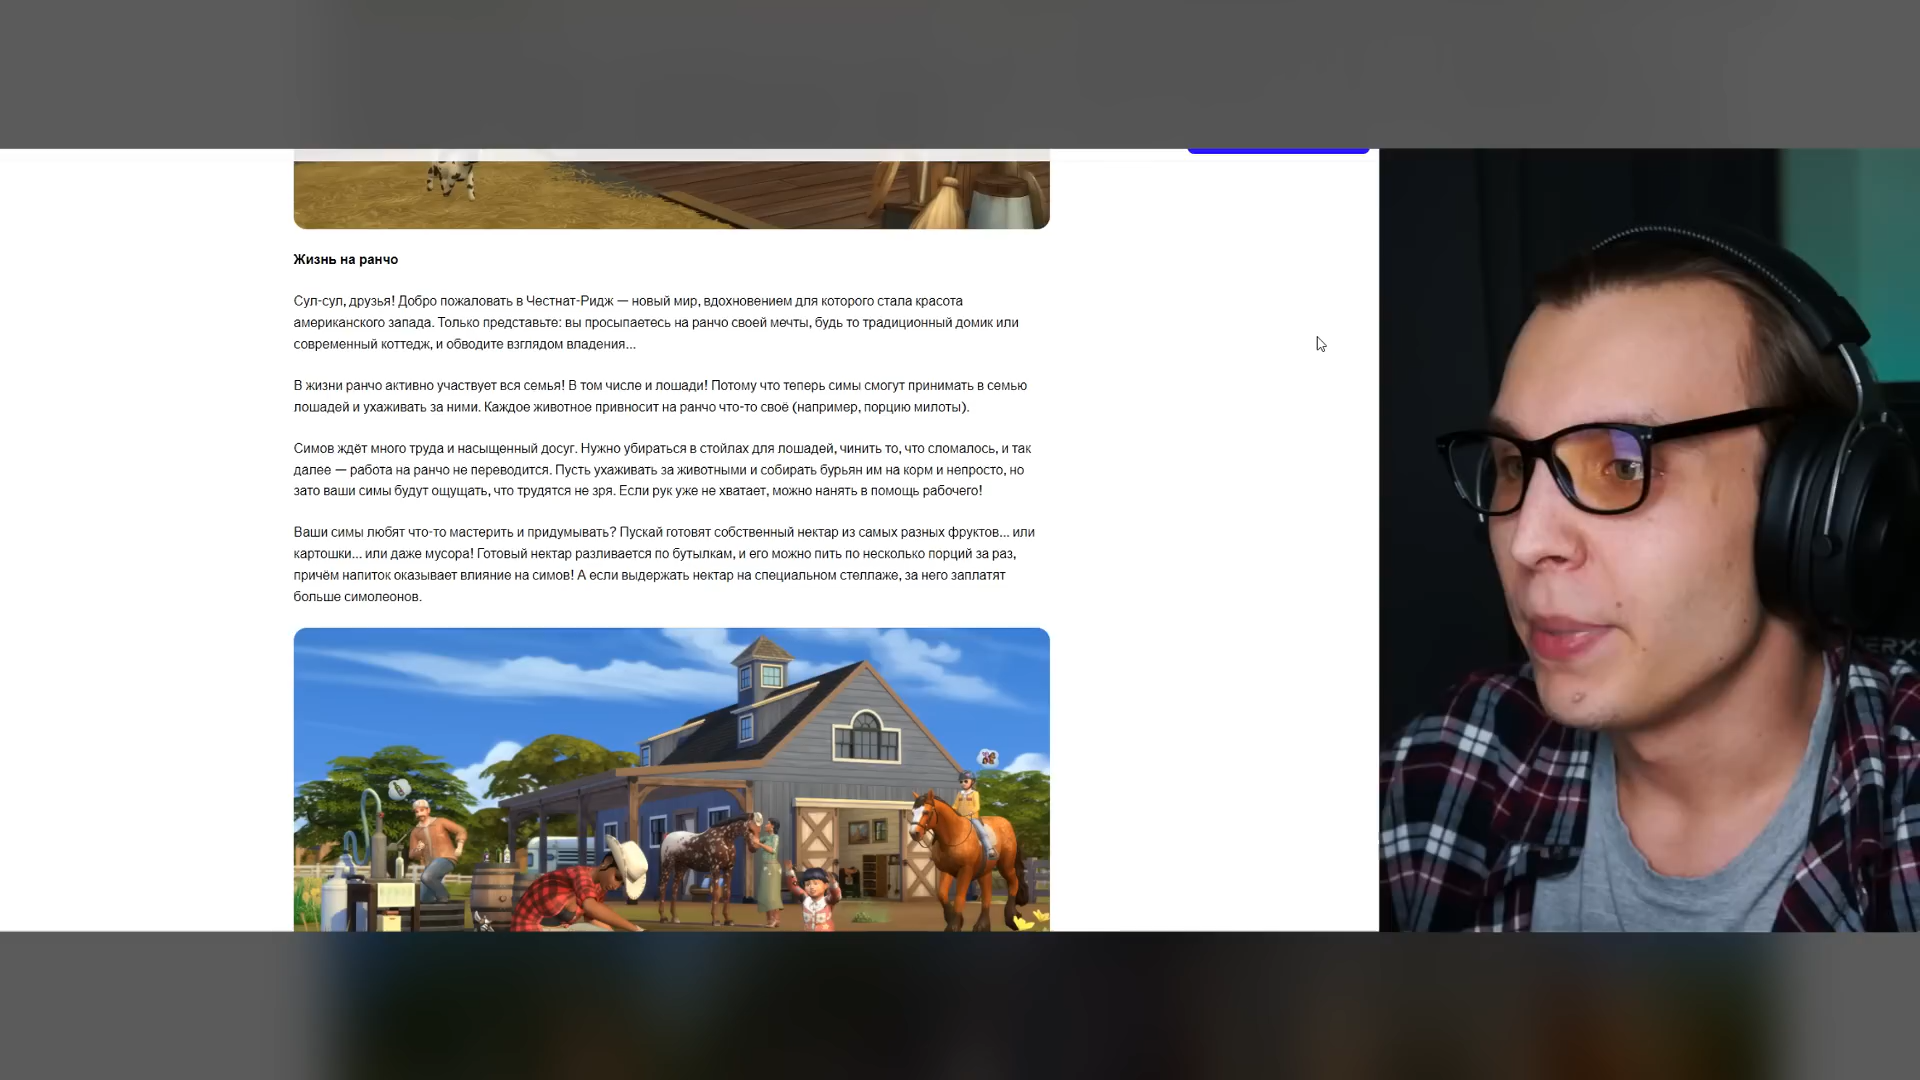 Жизнь на ранчо
Сул-сул, друзья! Добро пожаловать в Честнат-Ридж — новый мир, вдохновением для которого стала красота
американского запада. Только представьте: вы просыпаетесь на ранчо своей мечты, будь то традиционный домик или
современный коттедж, и обводите взглядом владения...
В жизни ранчо активно участвует вся семья! В том числе и лошади! Потому что теперь симы смогут принимать в семью
лошадей и ухаживать за ними. Каждое животное привносит на ранчо что-то своё (например, порцию милоты).
Симов ждёт много труда и насыщенный досуг. Нужно убираться в стойлах для лошадей, чинить то, что сломалось, и так
далее — работа на ранчо не переводится. Пусть ухаживать за животными и собирать бурьян им на корм и непросто, но
зато ваши симы будут ощущать, что трудятся не зря. Если рук уже не хватает, можно нанять в помощь рабочего!
Ваши симы любят что-то мастерить и придумывать? Пускай готовят собственный нектар из самых разных фруктов... или
картошки... или даже мусора! Готовый нектар разливается по бутылкам, и его можно пить по несколько порций за раз,
причём напиток оказывает влияние на симов! А если выдержать нектар на специальном стеллаже, за него заплатят
больше симолеонов.